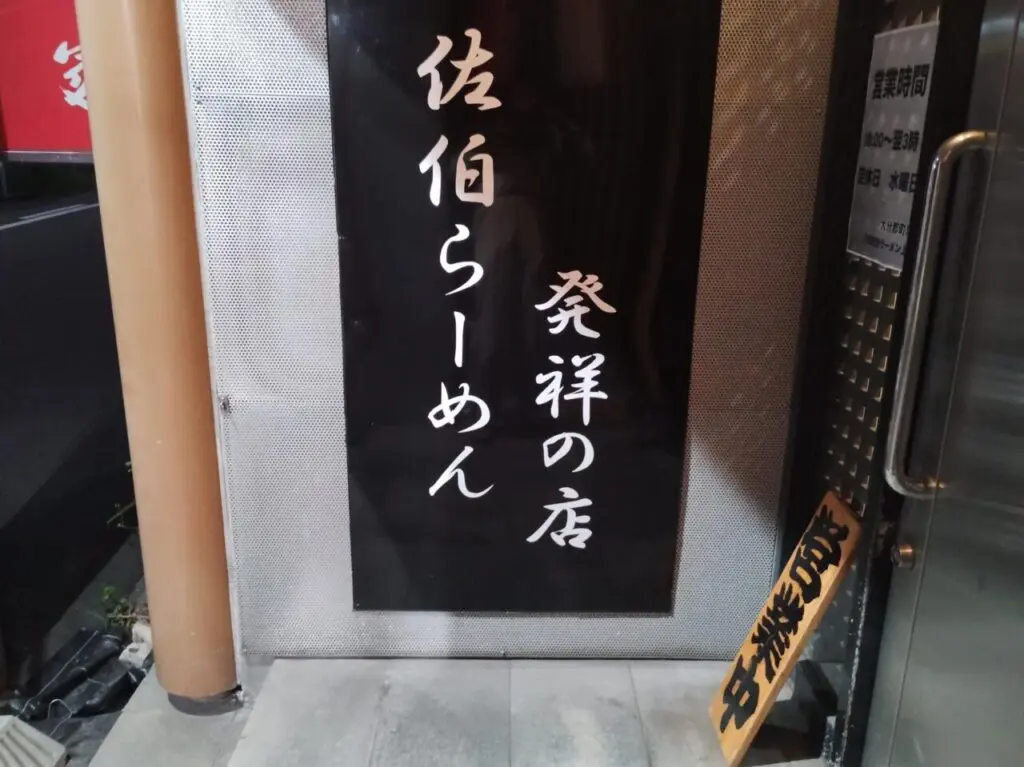 佐伯らーめん
発祥の店
営業時間
定休日 水曜日
営業中